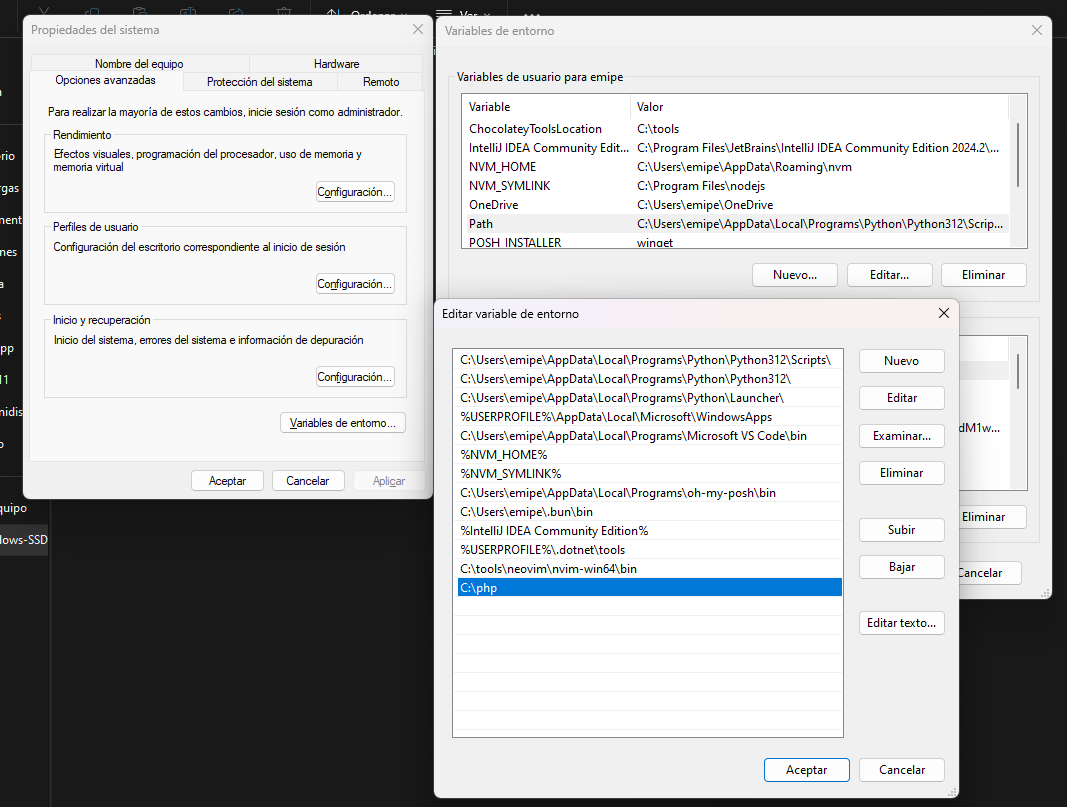 Ordenar
Ver
Propiedades del sistema
Nombre del equipo
Hardware
Opciones avanzadas
Protección del sistema
Remoto
Para realizar la mayoría de estos cambios, inicie sesión como administrador.
Rendimiento
Efectos visuales, programación del procesador, uso de memoria y
memoria virtual
Configuración...
Perfiles de usuario
Configuración del escritorio correspondiente al inicio de sesión
Configuración...
Inicio y recuperación
Inicio del sistema, errores del sistema e información de depuración
Configuración...
Variables de entorno...
Aceptar
Cancelar
Aplicar
Variables de entorno
Variables de usuario para emipe
Variable Valor
ChocolateyToolsLocation C:\tools
IntelliJ IDEA Community Edit... C:\Program Files\JetBrains\IntelliJ IDEA Community Edition 2024.2\...
NVM_HOME C:\Users\emipe\AppData\Roaming\nvm
NVM_SYMLINK C:\Program Files\nodejs
OneDrive C:\Users\emipe\OneDrive
Path C:\Users\emipe\AppData\Local\Programs\Python\Python312\Scrip...
POSH_INSTALLER winget
Nuevo...
Editar...
Eliminar
dM1w...
Eliminar
Cancelar
Editar variable de entorno
C:\Users\emipe\AppData\Local\Programs\Python\Python312\Scripts\
C:\Users\emipe\AppData\Local\Programs\Python\Python312\
C:\Users\emipe\AppData\Local\Programs\Python\Launcher\
%USERPROFILE%\AppData\Local\Microsoft\WindowsApps
C:\Users\emipe\AppData\Local\Programs\Microsoft VS Code\bin
%NVM_HOME%
%NVM_SYMLINK%
C:\Users\emipe\AppData\Local\Programs\oh-my-posh\bin
C:\Users\emipe\.bun\bin
%IntelliJ IDEA Community Edition%
%USERPROFILE%\.dotnet\tools
C:\tools\neovim\nvim-win64\bin
C:\php
Nuevo
Editar
Examinar...
Eliminar
Subir
Bajar
Editar texto...
Aceptar
Cancelar
rio
rgas
ment
nes
a
pp
11
nidis
o
quipo
lows-SSD